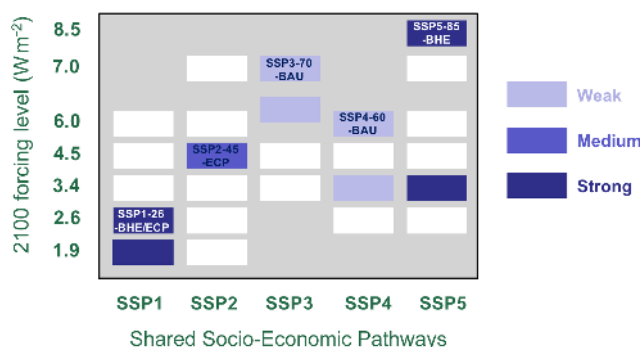 8.5
SSP5-85
-BHE
7.0
SSP3-70
-BAU
Weak
6.0
SSP4-60
-BAU
4.5
SSP2-45
-ECP
Medium
3.4
Strong
2.6
SSP1-26
-BHE/ECP
1.9
2100 forcing level (Wm-2)
SSP1 SSP2 SSP3 SSP4 SSP5
Shared Socio-Economic Pathways